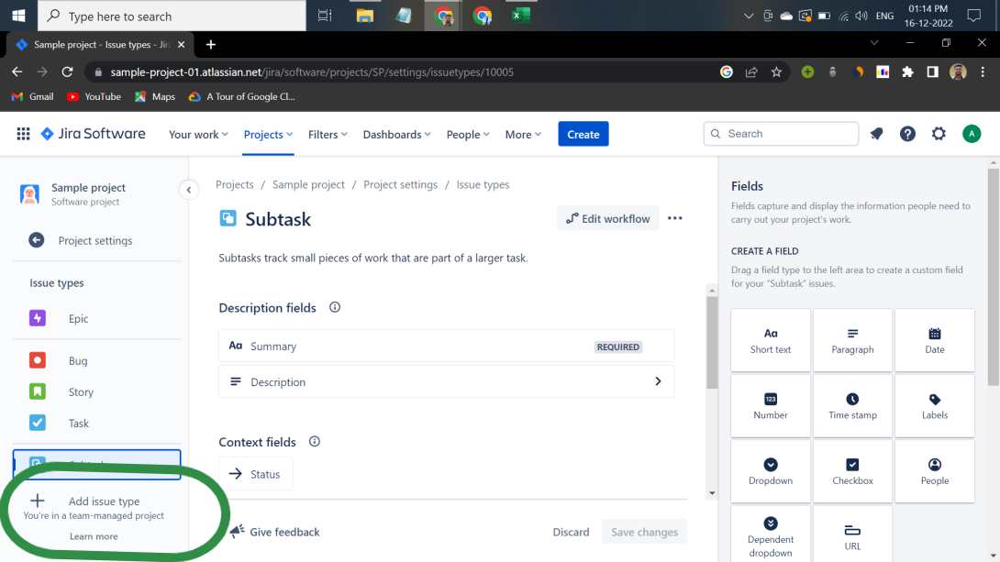 Type here to search
ENG
01:14 PM
16-12-2022
Sample project - Issue types - Jir
sample-project-01.atlassian.net/jira/software/projects/SP/settings/issuetypes/10005
Gmail
YouTube
Maps
A Tour of Google Cl...
Jira Software
Your work
Projects
Filters
Dashboards
People
More
Create
Search
A
Sample project
Software project
Project settings
Issue types
Epic
Bug
Story
Task
Subtask
Add issue type
You're in a team-managed project
Learn more
Projects / Sample project / Project settings / Issue types
Subtask
Edit workflow
Subtasks track small pieces of work that are part of a larger task.
Description fields
Aa Summary
REQUIRED
Description
Context fields
Status
Give feedback
Discard
Save changes
Fields
Fields capture and display the information people need to
carry out your project's work.
CREATE A FIELD
Drag a field type to the left area to create a custom field
for your "Subtask" issues.
Aa
Short text
Paragraph
Date
123
Number
Time stamp
Labels
Dropdown
Checkbox
People
Dependent
dropdown
URL